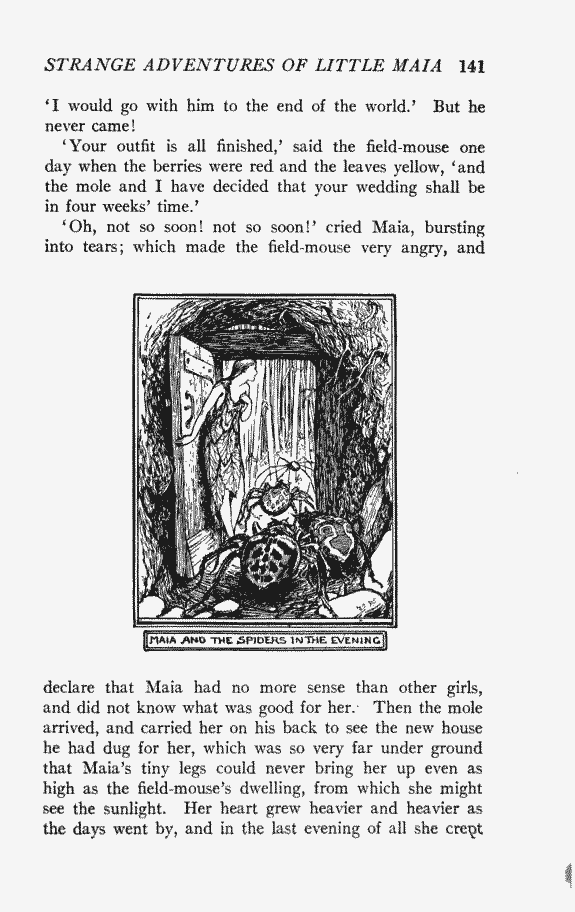 STRANGE ADVENTURES OF LITTLE MAIA 141
‘I would go with him to the end of the world.’ But he
never came!
‘Your outfit is all finished,’ said the field-mouse one
day when the berries were red and the leaves yellow, ‘and
the mole and I have decided that your wedding shall be
in four weeks’ time.’
‘Oh, not so soon! not so soon!’ cried Maia, bursting
into tears; which made the field-mouse very angry, and
MAIA AND THE SPIDERS IN THE EVENING
declare that Maia had no more sense than other girls,
and did not know what was good for her. Then the mole
arrived, and carried her on his back to see the new house
he had dug for her, which was so very far under ground
that Maia’s tiny legs could never bring her up even as
high as the field-mouse’s dwelling, from which she might
see the sunlight. Her heart grew heavier and heavier as
the days went by, and in the last evening of all she crept